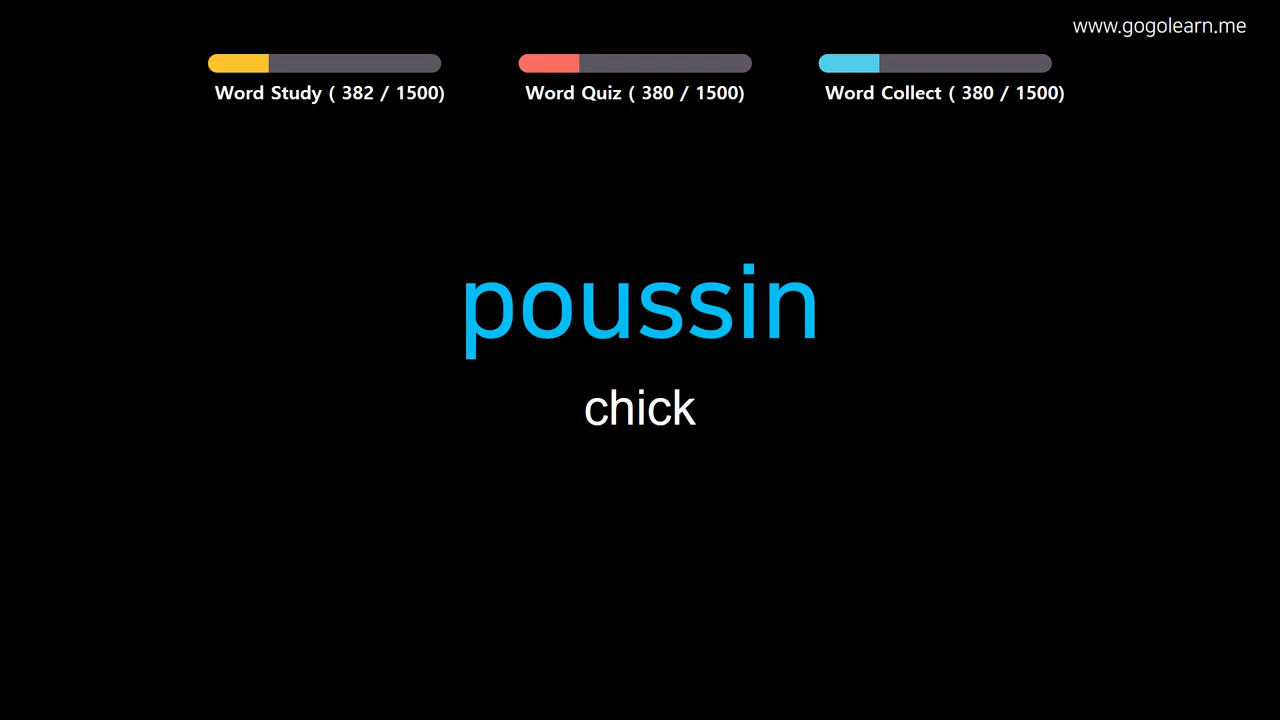 www.gogolearn.me
Word Study ( 382 / 1500)
Word Quiz ( 380 / 1500)
Word Collect ( 380 / 1500)
poussin
chick